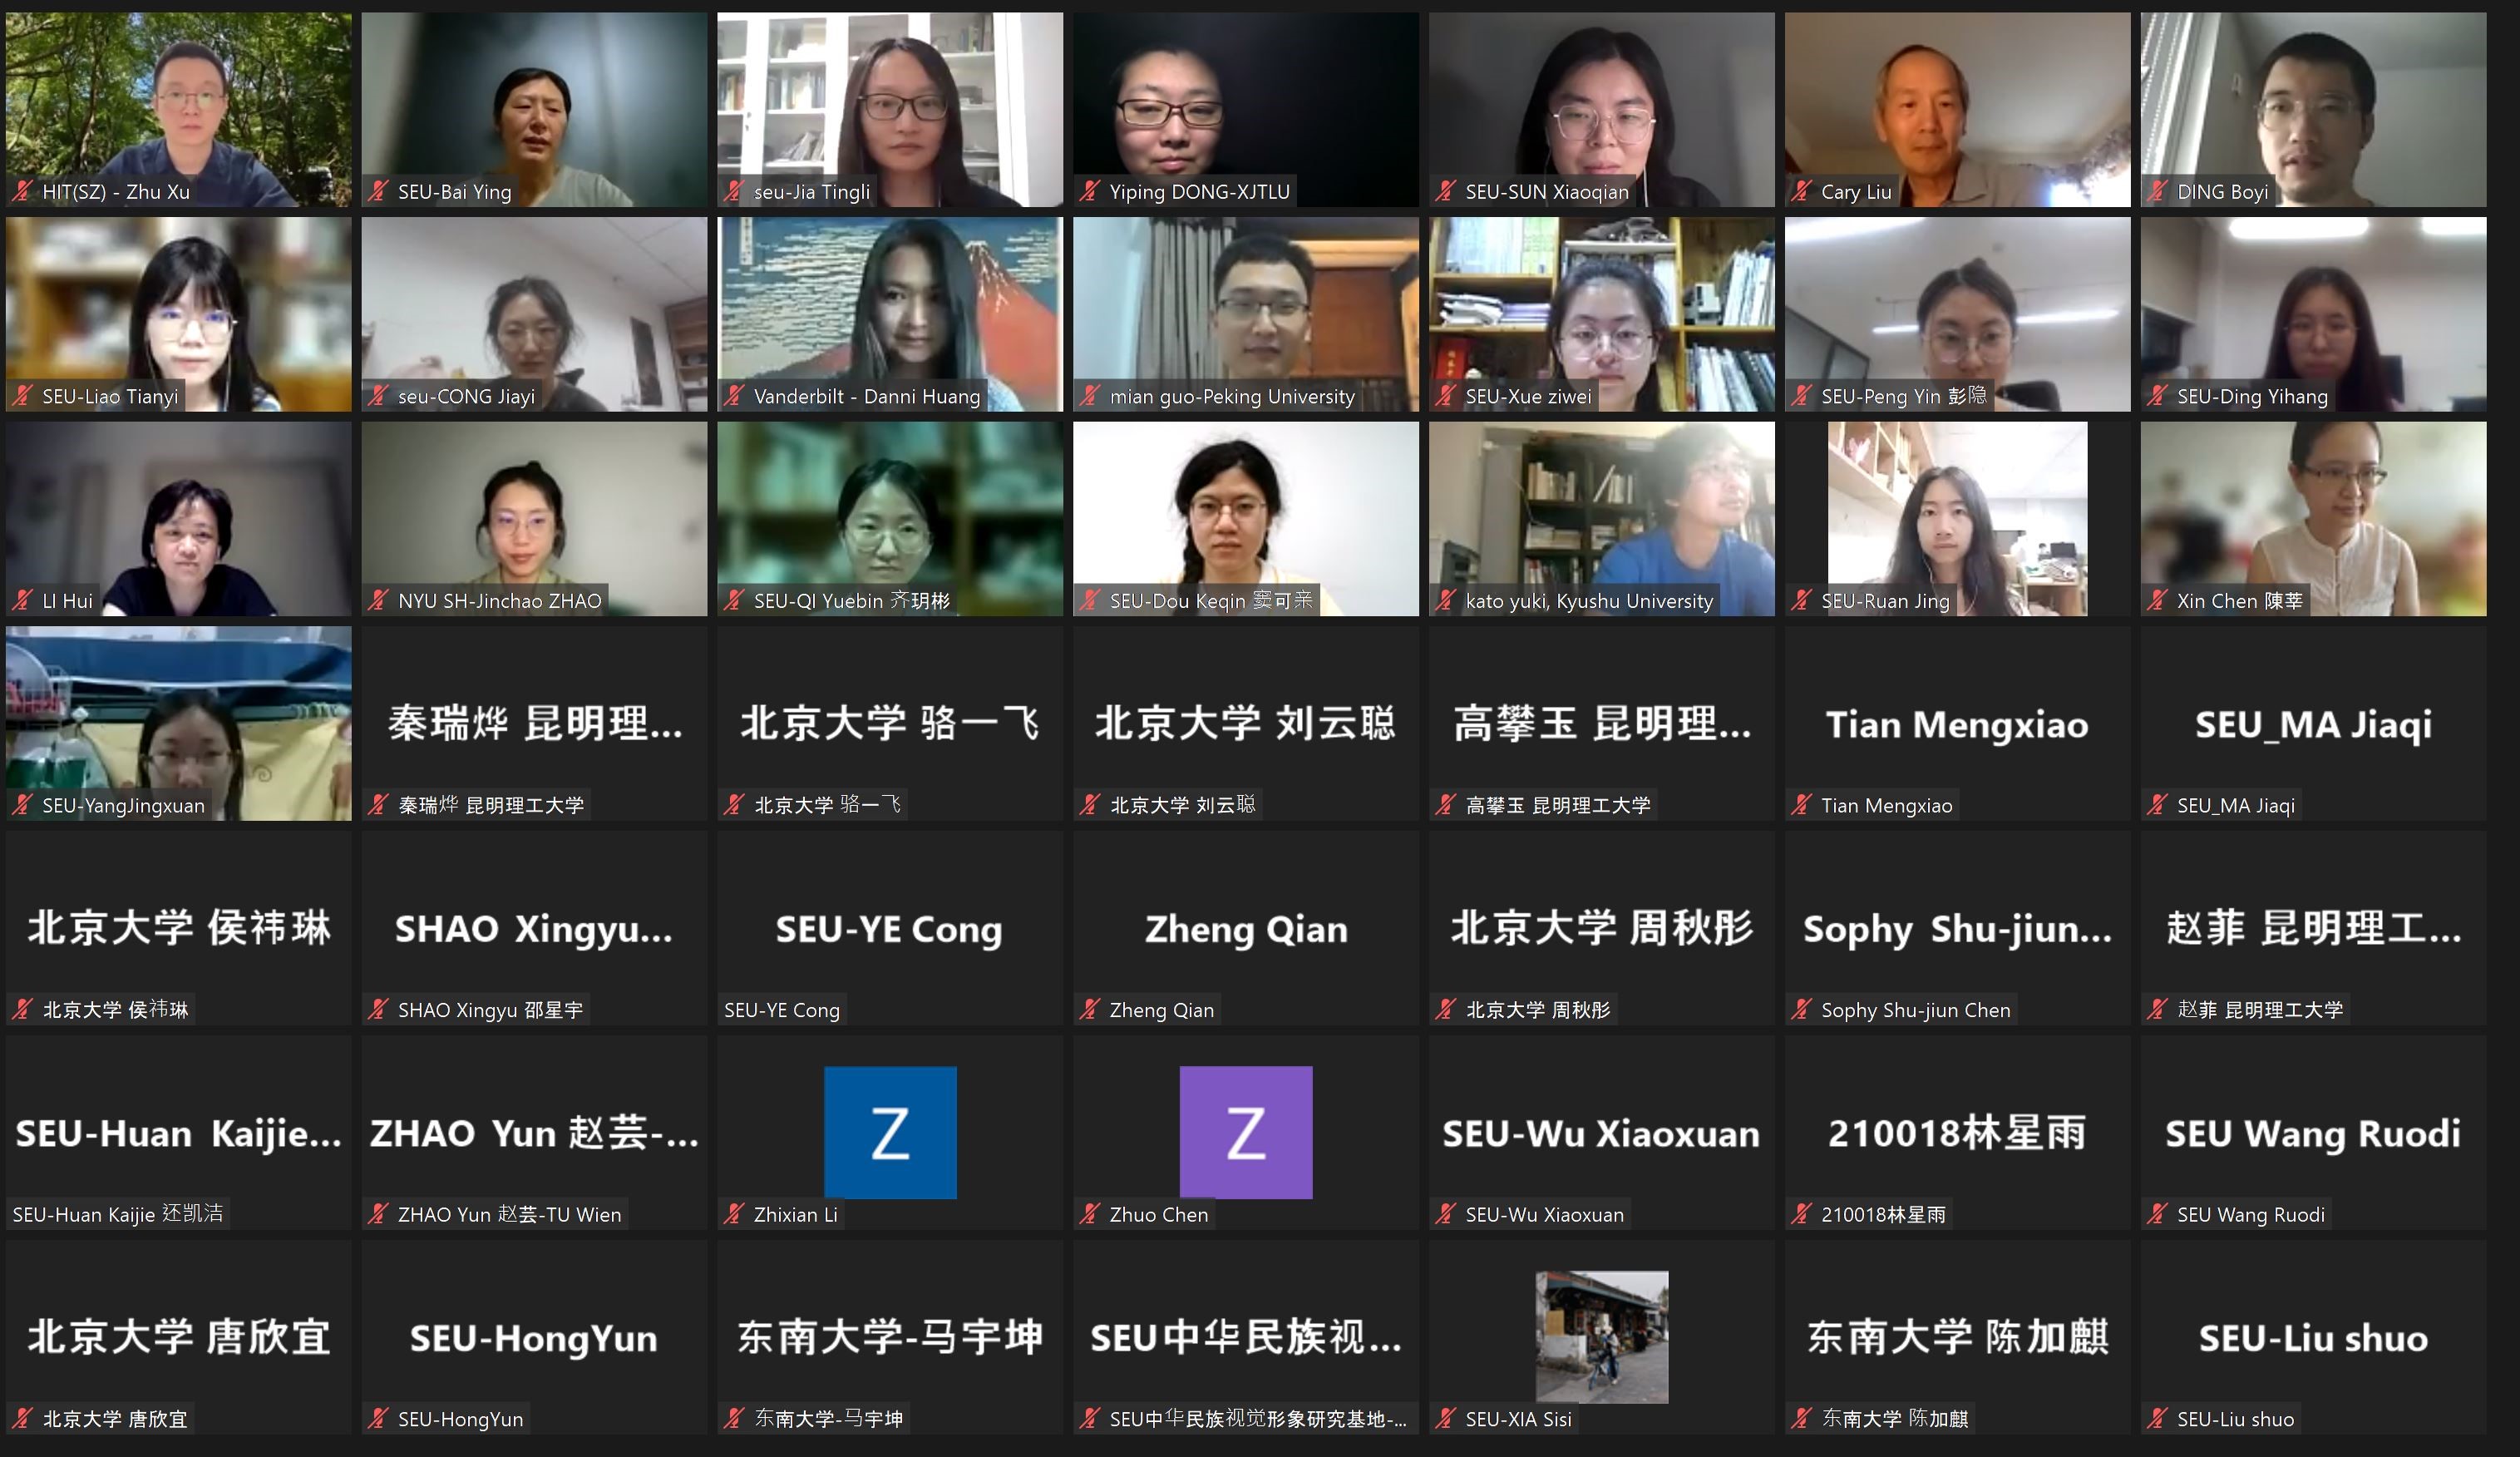 HIT(SZ) - Zhu Xu
SEU-Bai Ying
seu-Jia Tingli
Yiping DONG-XJTLU
SEU-SUN Xiaoqian
Cary Liu
DING Boyi
SEU-Liao Tianyi
seu-CONG Jiayi
Vanderbilt - Danni Huang
mian guo-Peking University
SEU-Xue ziwei
SEU-Peng Yin 彭隐
SEU-Ding Yihang
LI Hui
NYU SH-Jinchao ZHAO
SEU-QI Yuebin 齐玥彬
SEU-Dou Keqin 窦可亲
kato yuki, Kyushu University
SEU-Ruan Jing
Xin Chen 陳莘
SEU-YangJingxuan
秦瑞烨 昆明理...
秦瑞烨 昆明理工大学
北京大学 骆一飞
北京大学 骆一飞
北京大学 刘云聪
北京大学 刘云聪
高攀玉 昆明理...
高攀玉 昆明理工大学
Tian Mengxiao
Tian Mengxiao
SEU_MA Jiaqi
SEU_MA Jiaqi
北京大学 侯祎琳
北京大学 侯祎琳
SHAO Xingyu...
SHAO Xingyu 邵星宇
SEU-YE Cong
SEU-YE Cong
Zheng Qian
Zheng Qian
北京大学 周秋彤
北京大学 周秋彤
Sophy Shu-jiun...
Sophy Shu-jiun Chen
赵菲 昆明理工...
赵菲 昆明理工大学
SEU-Huan Kaijie...
SEU-Huan Kaijie 还凯洁
ZHAO Yun 赵芸-...
ZHAO Yun 赵芸-TU Wien
Z
Zhixian Li
Z
Zhuo Chen
SEU-Wu Xiaoxuan
SEU-Wu Xiaoxuan
210018林星雨
210018林星雨
SEU Wang Ruodi
SEU Wang Ruodi
北京大学 唐欣宜
北京大学 唐欣宜
SEU-HongYun
SEU-HongYun
东南大学-马宇坤
东南大学-马宇坤
SEU中华民族视...
SEU中华民族视觉形象研究基地-...
SEU-XIA Sisi
东南大学 陈加麒
东南大学 陈加麒
SEU-Liu shuo
SEU-Liu shuo